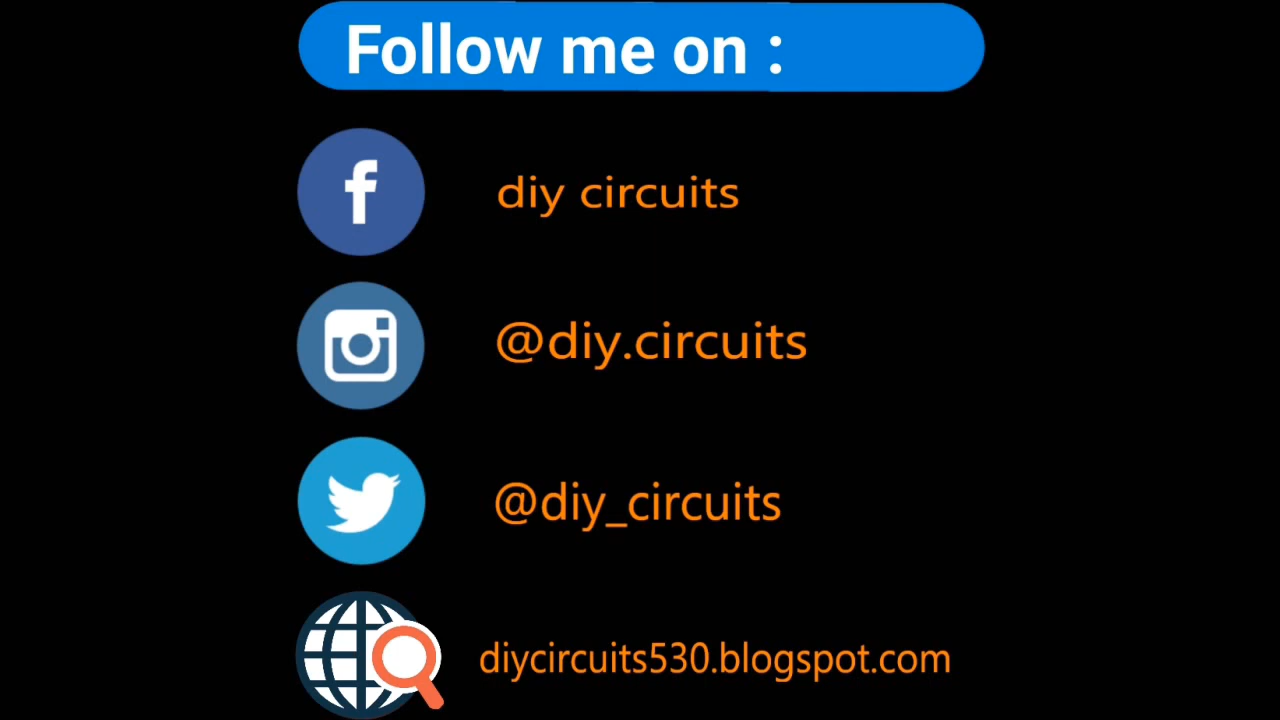 Follow me on :
diy circuits
@diy.circuits
@diy_circuits
diycircuits530.blogspot.com